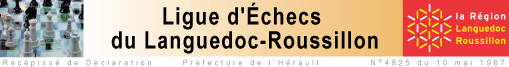 Ligue d'Échecs
du Languedoc-Roussillon
la Région
Languedoc
Roussillon
Récépissé de Déclaration Préfecture de l'Hérault N°4825 du 10 mai 1967